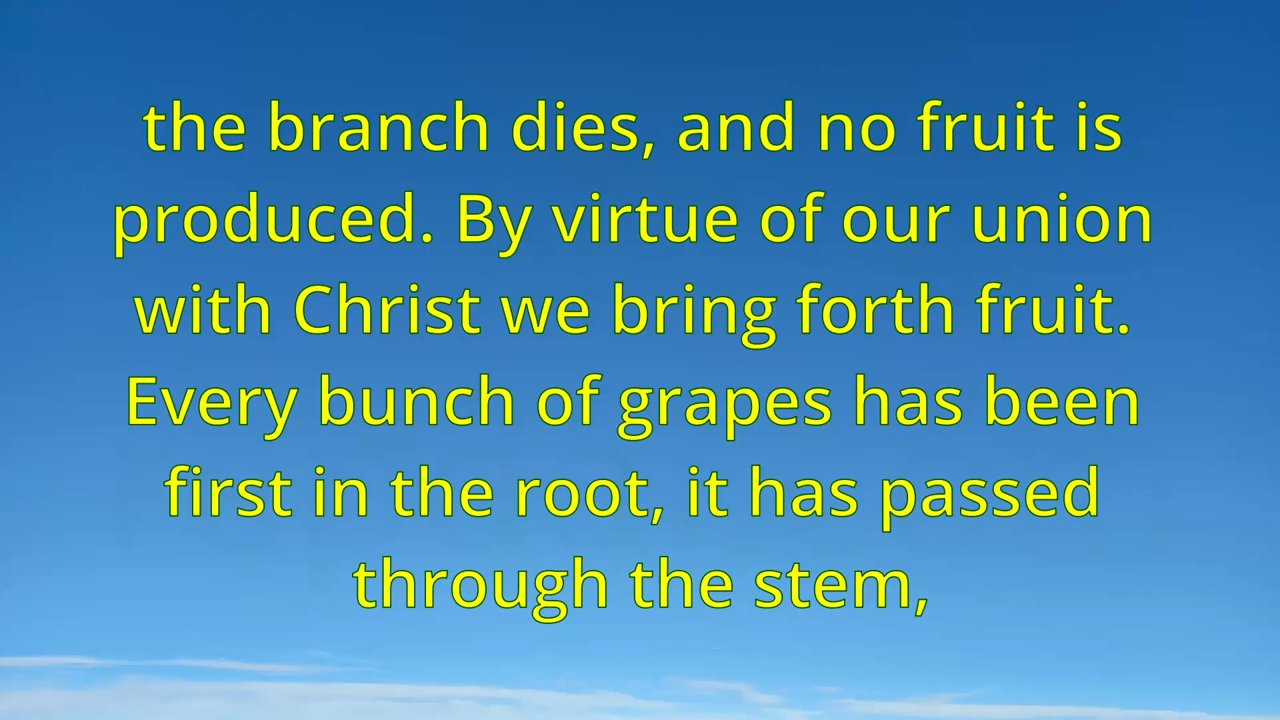 the branch dies, and no fruit is
produced. By virtue of our union
with Christ we bring forth fruit.
Every bunch of grapes has been
first in the root, it has passed
through the stem,